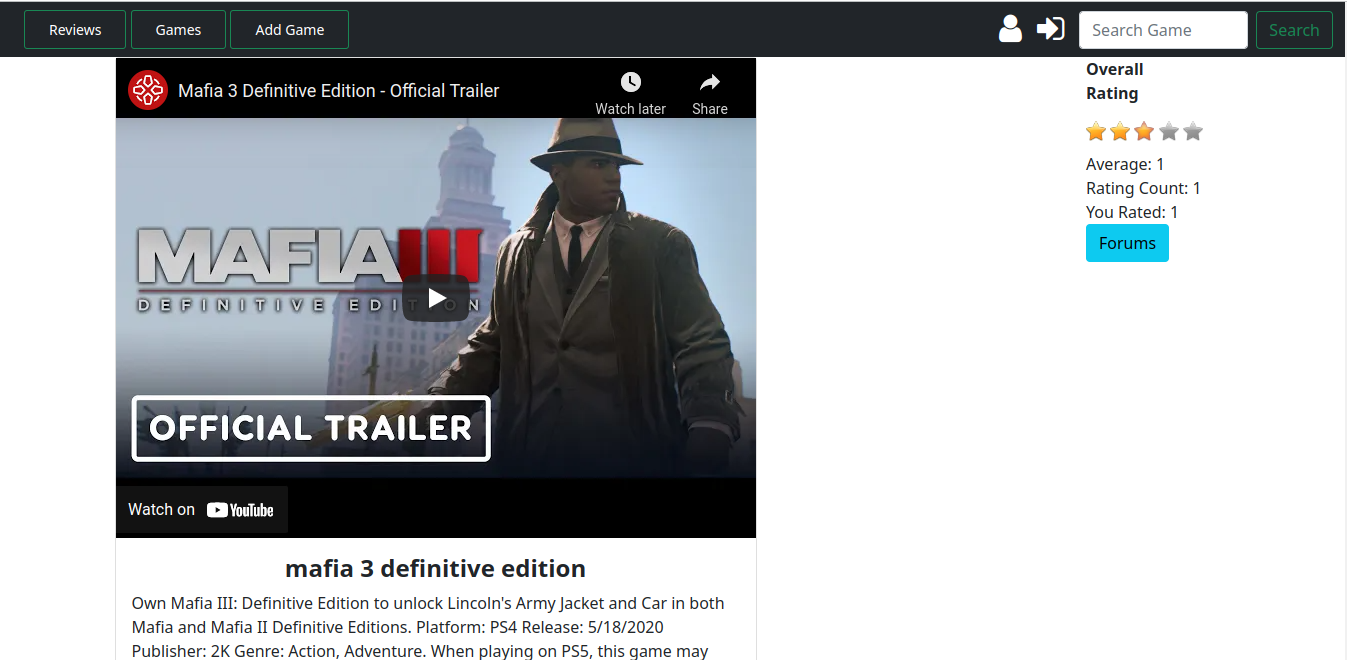 Reviews Games Add Game Search Game Search
Mafia 3 Definitive Edition - Official Trailer Watch later Share
MAFIA III
DEFINITIVE EDITION
OFFICIAL TRAILER
Watch on YouTube
mafia 3 definitive edition
Own Mafia III: Definitive Edition to unlock Lincoln's Army Jacket and Car in both
Mafia and Mafia II Definitive Editions. Platform: PS4 Release: 5/18/2020
Publisher: 2K Genre: Action, Adventure. When playing on PS5, this game may
Overall
Rating
Average: 1
Rating Count: 1
You Rated: 1
Forums